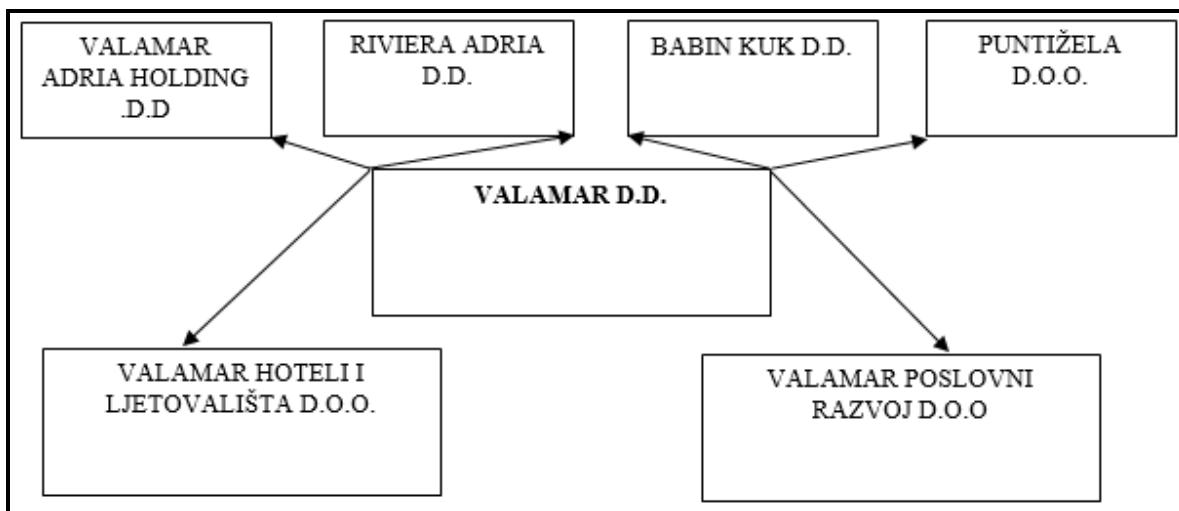 VALAMAR
ADRIA HOLDING
.D.D
RIVIERA ADRIA
D.D.
BABIN KUK D.D.
PUNTIŽELA
D.O.O.
VALAMAR D.D.
VALAMAR HOTELI I
LJETOVALIŠTA D.O.O.
VALAMAR POSLOVNI
RAZVOJ D.O.O